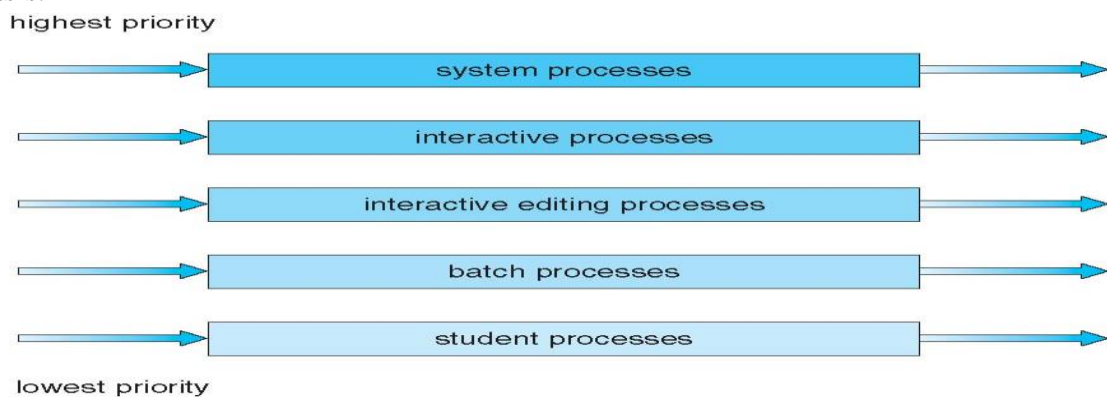 highest priority
system processes
interactive processes
interactive editing processes
batch processes
student processes
lowest priority